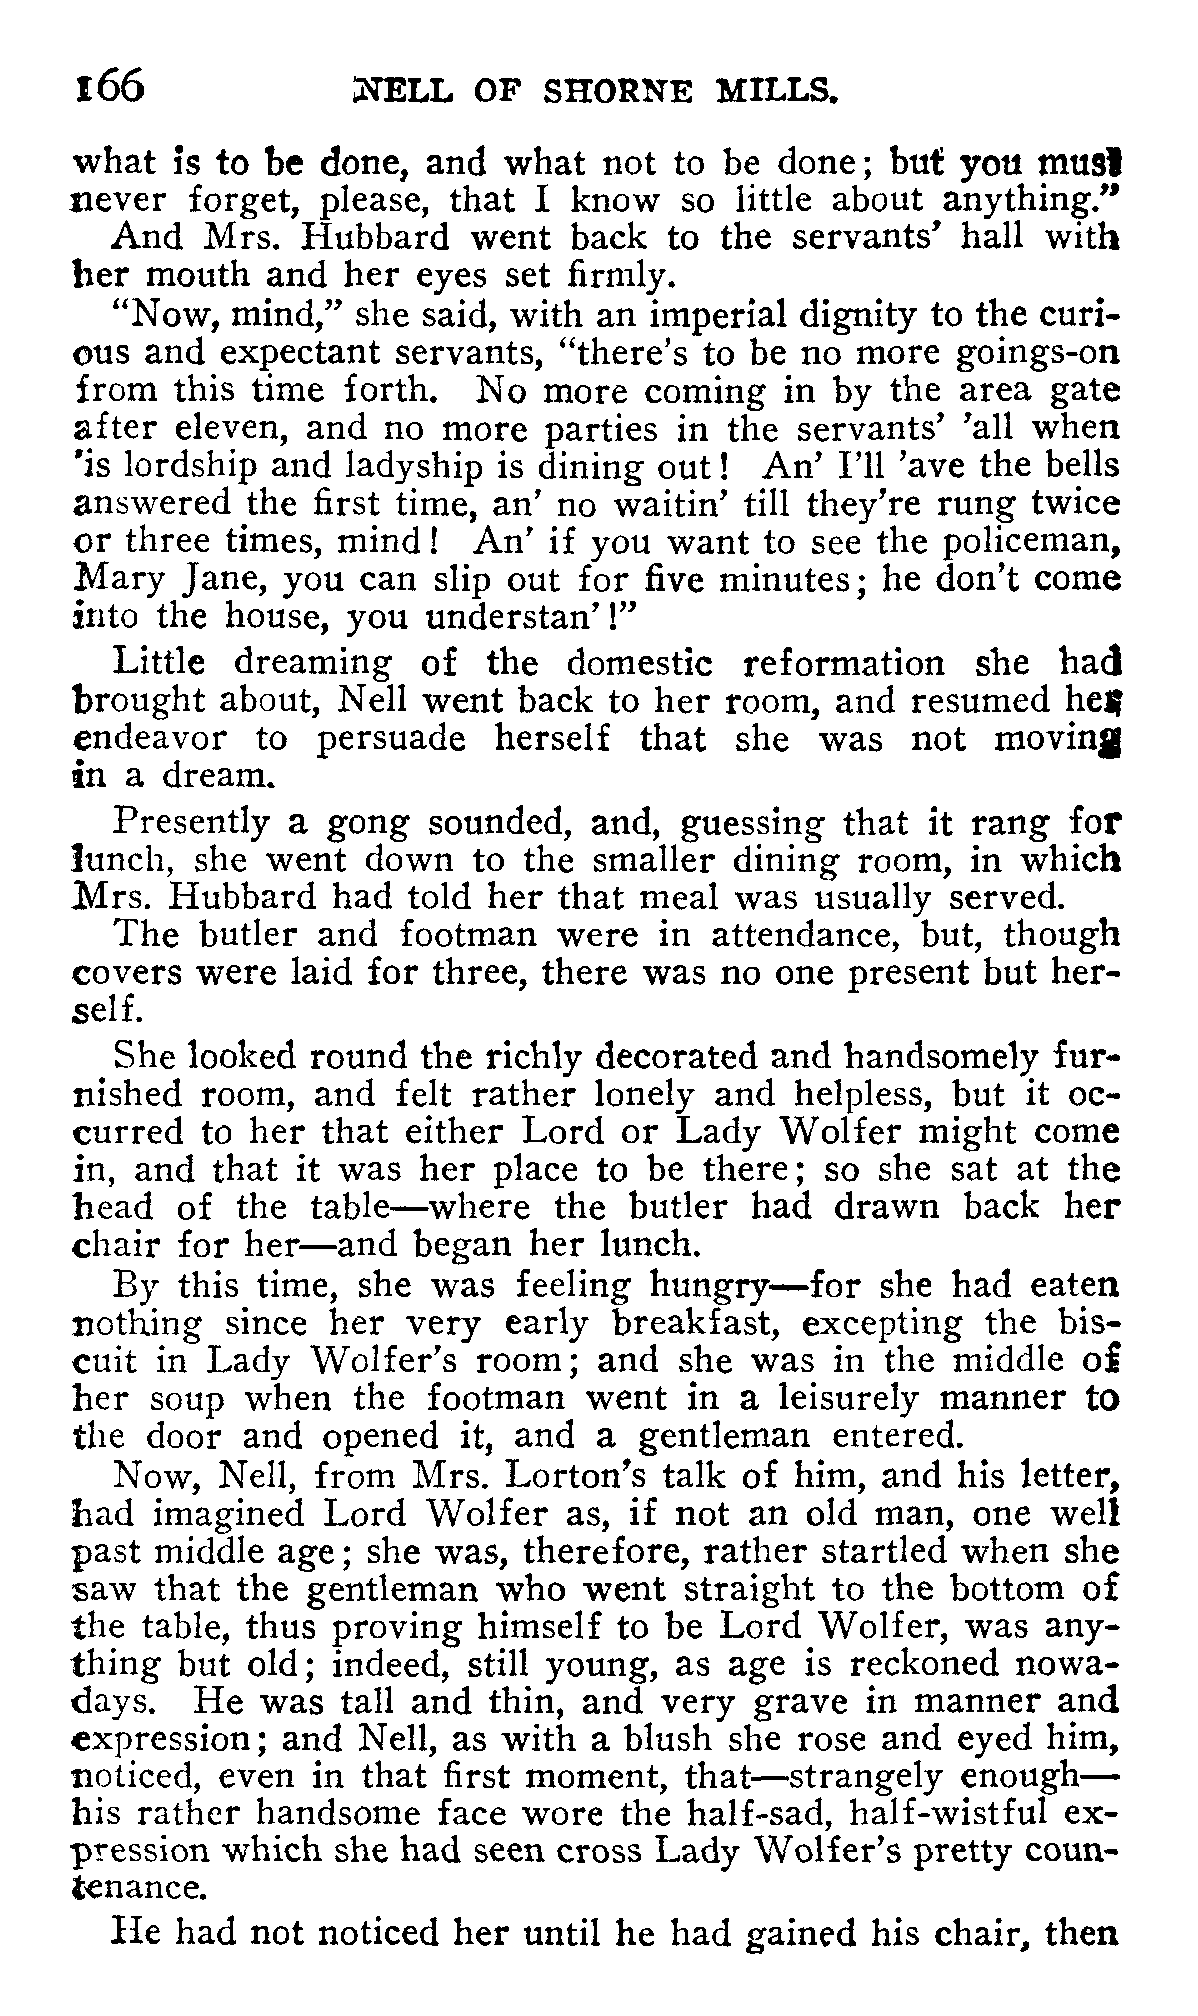 166 NELL OF SHORNE MILLS.
what is to be done, and what not to be done; but you must
never forget, please, that I know so little about anything."
And Mrs. Hubbard went back to the servants' hall with
her mouth and her eyes set firmly.
"Now, mind," she said, with an imperial dignity to the curi-
ous and expectant servants, "there's to be no more goings-on
from this time forth. No more coming in by the area gate
after eleven, and no more parties in the servants' 'all when
'is lordship and ladyship is dining out! An' I'll 'ave the bells
answered the first time, an' no waitin' till they're rung twice
or three times, mind! An' if you want to see the policeman,
Mary Jane, you can slip out for five minutes; he don't come
into the house, you understan'!"
Little dreaming of the domestic reformation she had
brought about, Nell went back to her room, and resumed her
endeavor to persuade herself that she was not moving
in a dream.
Presently a gong sounded, and, guessing that it rang for
lunch, she went down to the smaller dining room, in which
Mrs. Hubbard had told her that meal was usually served.
The butler and footman were in attendance, but, though
covers were laid for three, there was no one present but her-
self.
She looked round the richly decorated and handsomely fur-
nished room, and felt rather lonely and helpless, but it oc-
curred to her that either Lord or Lady Wolfer might come
in, and that it was her place to be there; so she sat at the
head of the table—where the butler had drawn back her
chair for her—and began her lunch.
By this time, she was feeling hungry—for she had eaten
nothing since her very early breakfast, excepting the bis-
cuit in Lady Wolfer's room; and she was in the middle of
her soup when the footman went in a leisurely manner to
the door and opened it, and a gentleman entered.
Now, Nell, from Mrs. Lorton's talk of him, and his letter,
had imagined Lord Wolfer as, if not an old man, one well
past middle age; she was, therefore, rather startled when she
saw that the gentleman who went straight to the bottom of
the table, thus proving himself to be Lord Wolfer, was any-
thing but old; indeed, still young, as age is reckoned nowa-
days. He was tall and thin, and very grave in manner and
expression; and Nell, as with a blush she rose and eyed him,
noticed, even in that first moment, that—strangely enough—
his rather handsome face wore the half-sad, half-wistful ex-
pression which she had seen cross Lady Wolfer's pretty coun-
tenance.
He had not noticed her until he had gained his chair, then